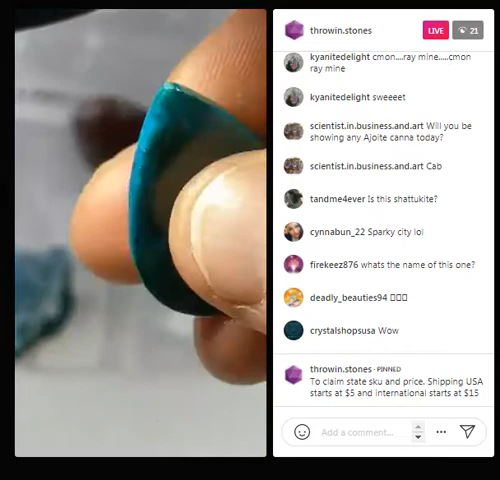 throwin.stones
LIVE
21
kyanitedelight cmon....ray mine.....cmon
ray mine
kyanitedelight sweeeet
scientist.in.business.and.art Will you be
showing any Ajoite canna today?
scientist.in.business.and.art Cab
tandme4ever Is this shattukite?
cynnabun_22 Sparky city lol
firekeez876 whats the name of this one?
deadly_beauties94
crystalshopsusa Wow
throwin.stones · PINNED
To claim state sku and price. Shipping USA
starts at $5 and international starts at $15
Add a comment...